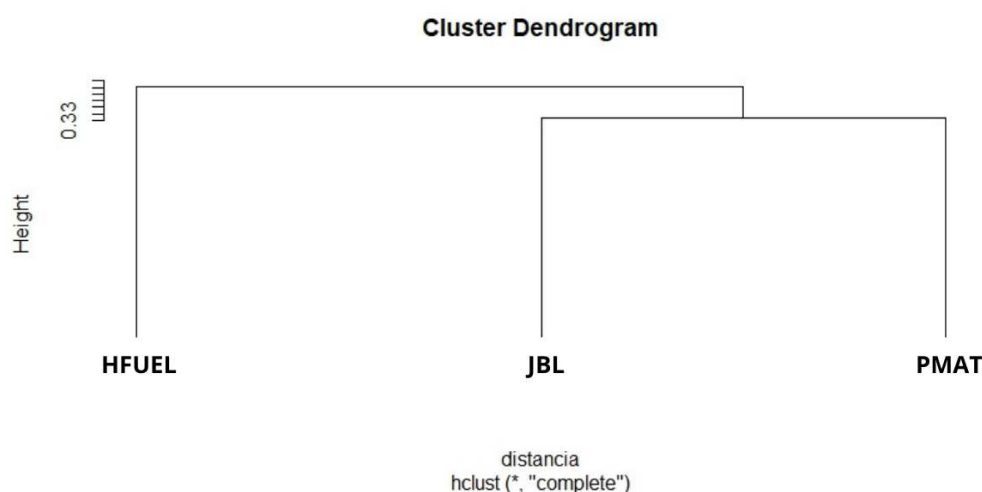 Cluster Dendrogram
0.33
Height
HFUEL JBL PMAT
distancia
hclust (*, "complete")